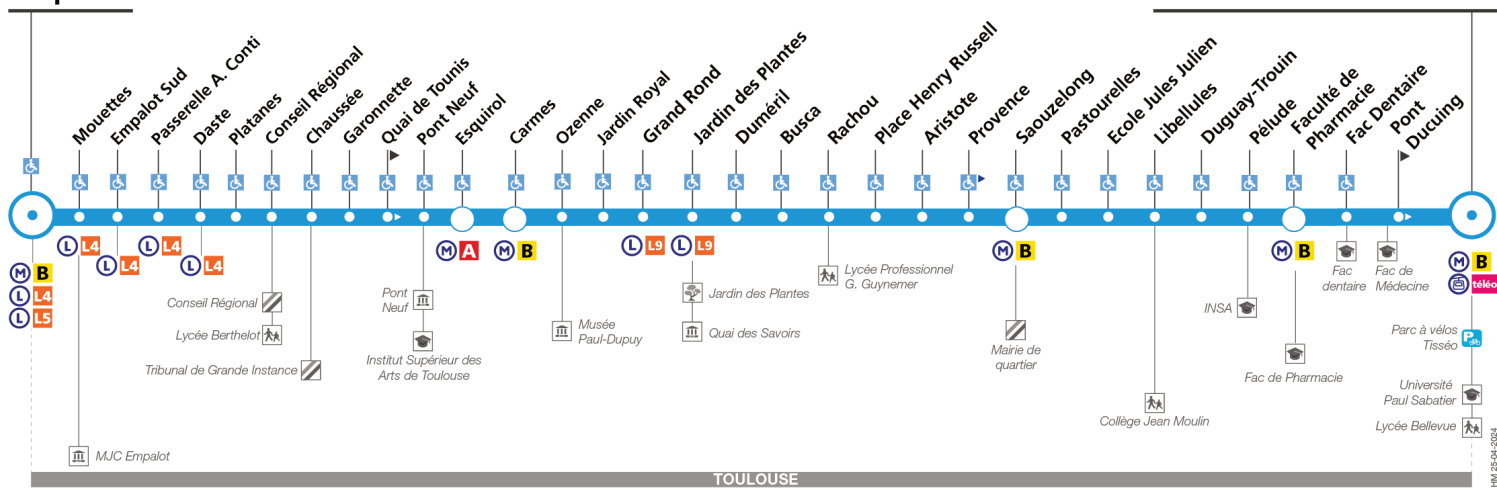 Mouettes
Empalot Sud
Passerelle A. Conti
Daste
Platanes
Conseil Régional
Chaussée
Garonnette
Quai de Tounis
Pont Neuf
Esquirol
Carmes
Ozenne
Jardin Royal
Grand Rond
Jardin des Plantes
Duméril
Busca
Rachou
Place Henry Russell
Aristote
Provence
Saouzelong
Pastourelles
Ecole Jules Julien
Libellules
Duguay-Trouin
Pélude
Faculté de
Pharmacie
Fac Dentaire
Pont
Ducuing
M B
L L4
L L5
L L4
L L4
L L4
L L4
M A
M B
L L9
L L9
M B
M B
M B
téléo
Conseil Régional
Lycée Berthelot
Tribunal de Grande Instance
MJC Empalot
Pont
Neuf
Institut Supérieur des
Arts de Toulouse
Musée
Paul-Dupuy
Jardin des Plantes
Quai des Savoirs
Lycée Professionnel
G. Guynemer
Mairie de
quartier
Collège Jean Moulin
INSA
Fac de Pharmacie
Fac
dentaire
Fac de
Médecine
Parc à vélos
Tisséo
P
Université
Paul Sabatier
Lycée Bellevue
TOULOUSE
HM 25-04-2024